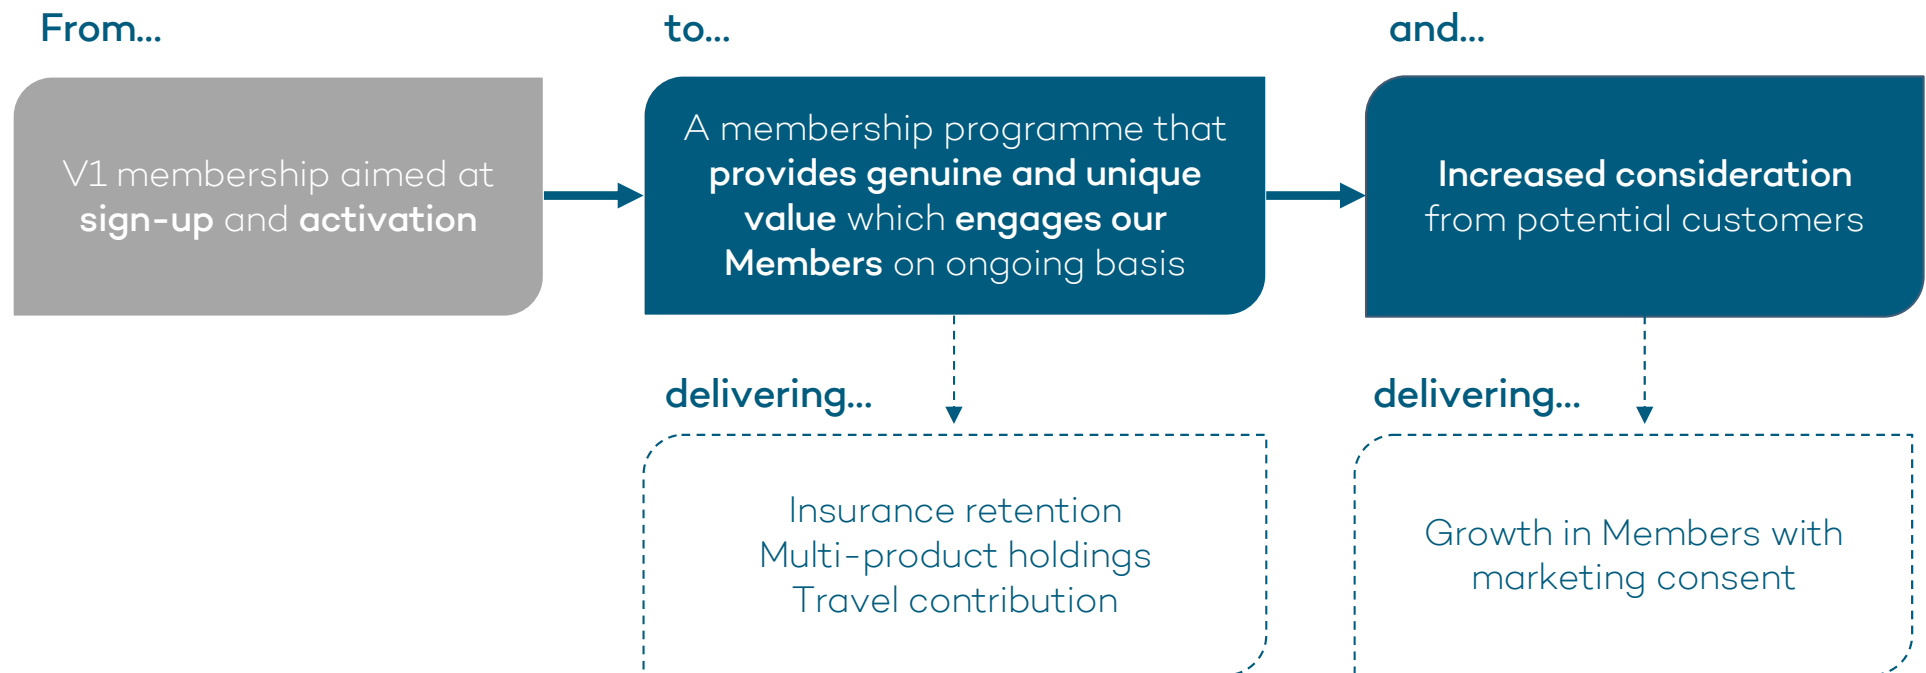 From...
V1 membership aimed at
sign-up and activation
to...
A membership programme that
provides genuine and unique
value which engages our
Members on ongoing basis
and...
Increased consideration
from potential customers
delivering...
Insurance retention
Multi-product holdings
Travel contribution
delivering...
Growth in Members with
marketing consent